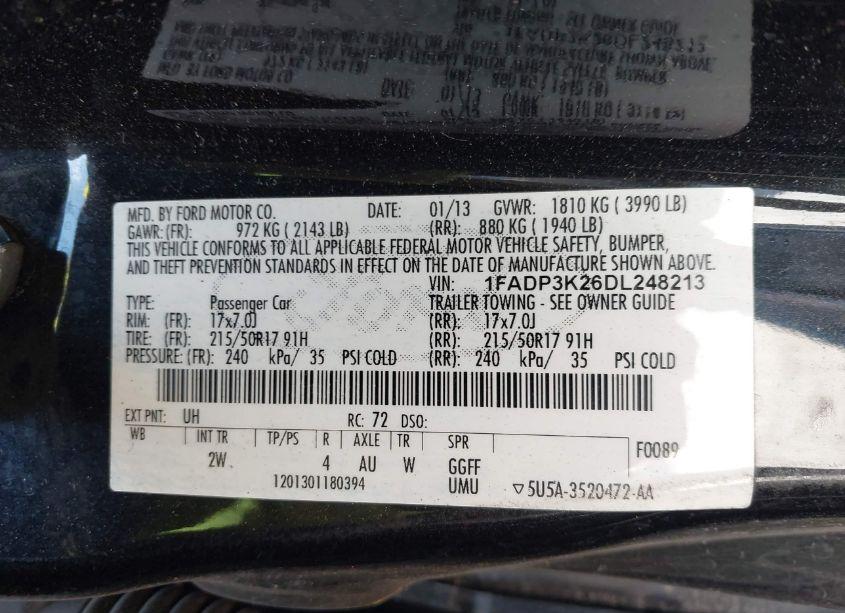 MFD. BY FORD MOTOR CO. DATE: 01/13 GVWR: 1810 KG ( 3990 LB)
GAWR: (FR): 972 KG ( 2143 LB) (RR): 880 KG ( 1940 LB)
THIS VEHICLE CONFORMS TO ALL APPLICABLE FEDERAL MOTOR VEHICLE SAFETY, BUMPER,
AND THEFT PREVENTION STANDARDS IN EFFECT ON THE DATE OF MANUFACTURE SHOWN ABOVE.
VIN: 1FADP3K26DL248213
TYPE: Passenger Car TRAILER TOWING - SEE OWNER GUIDE
RIM: (FR): 17x7.0J (RR): 17x7.0J
TIRE: (FR): 215/50R17 91H (RR): 215/50R17 91H
PRESSURE: (FR): 240 kPa/ 35 PSI COLD (RR): 240 kPa/ 35 PSI COLD
EXT PNT: UH RC: 72 DSO:
WB INT TR TP/PS R AXLE TR SPR F0089
2W 4 AU W GGFF
1201301180394 UMU ▽5U5A-3520472-AA